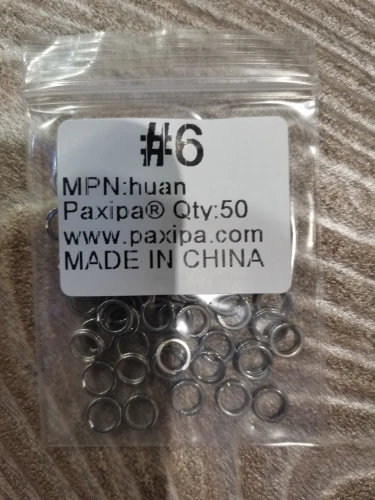 #6
MPN:huan
Paxipa® Qty:50
www.paxipa.com
MADE IN CHINA